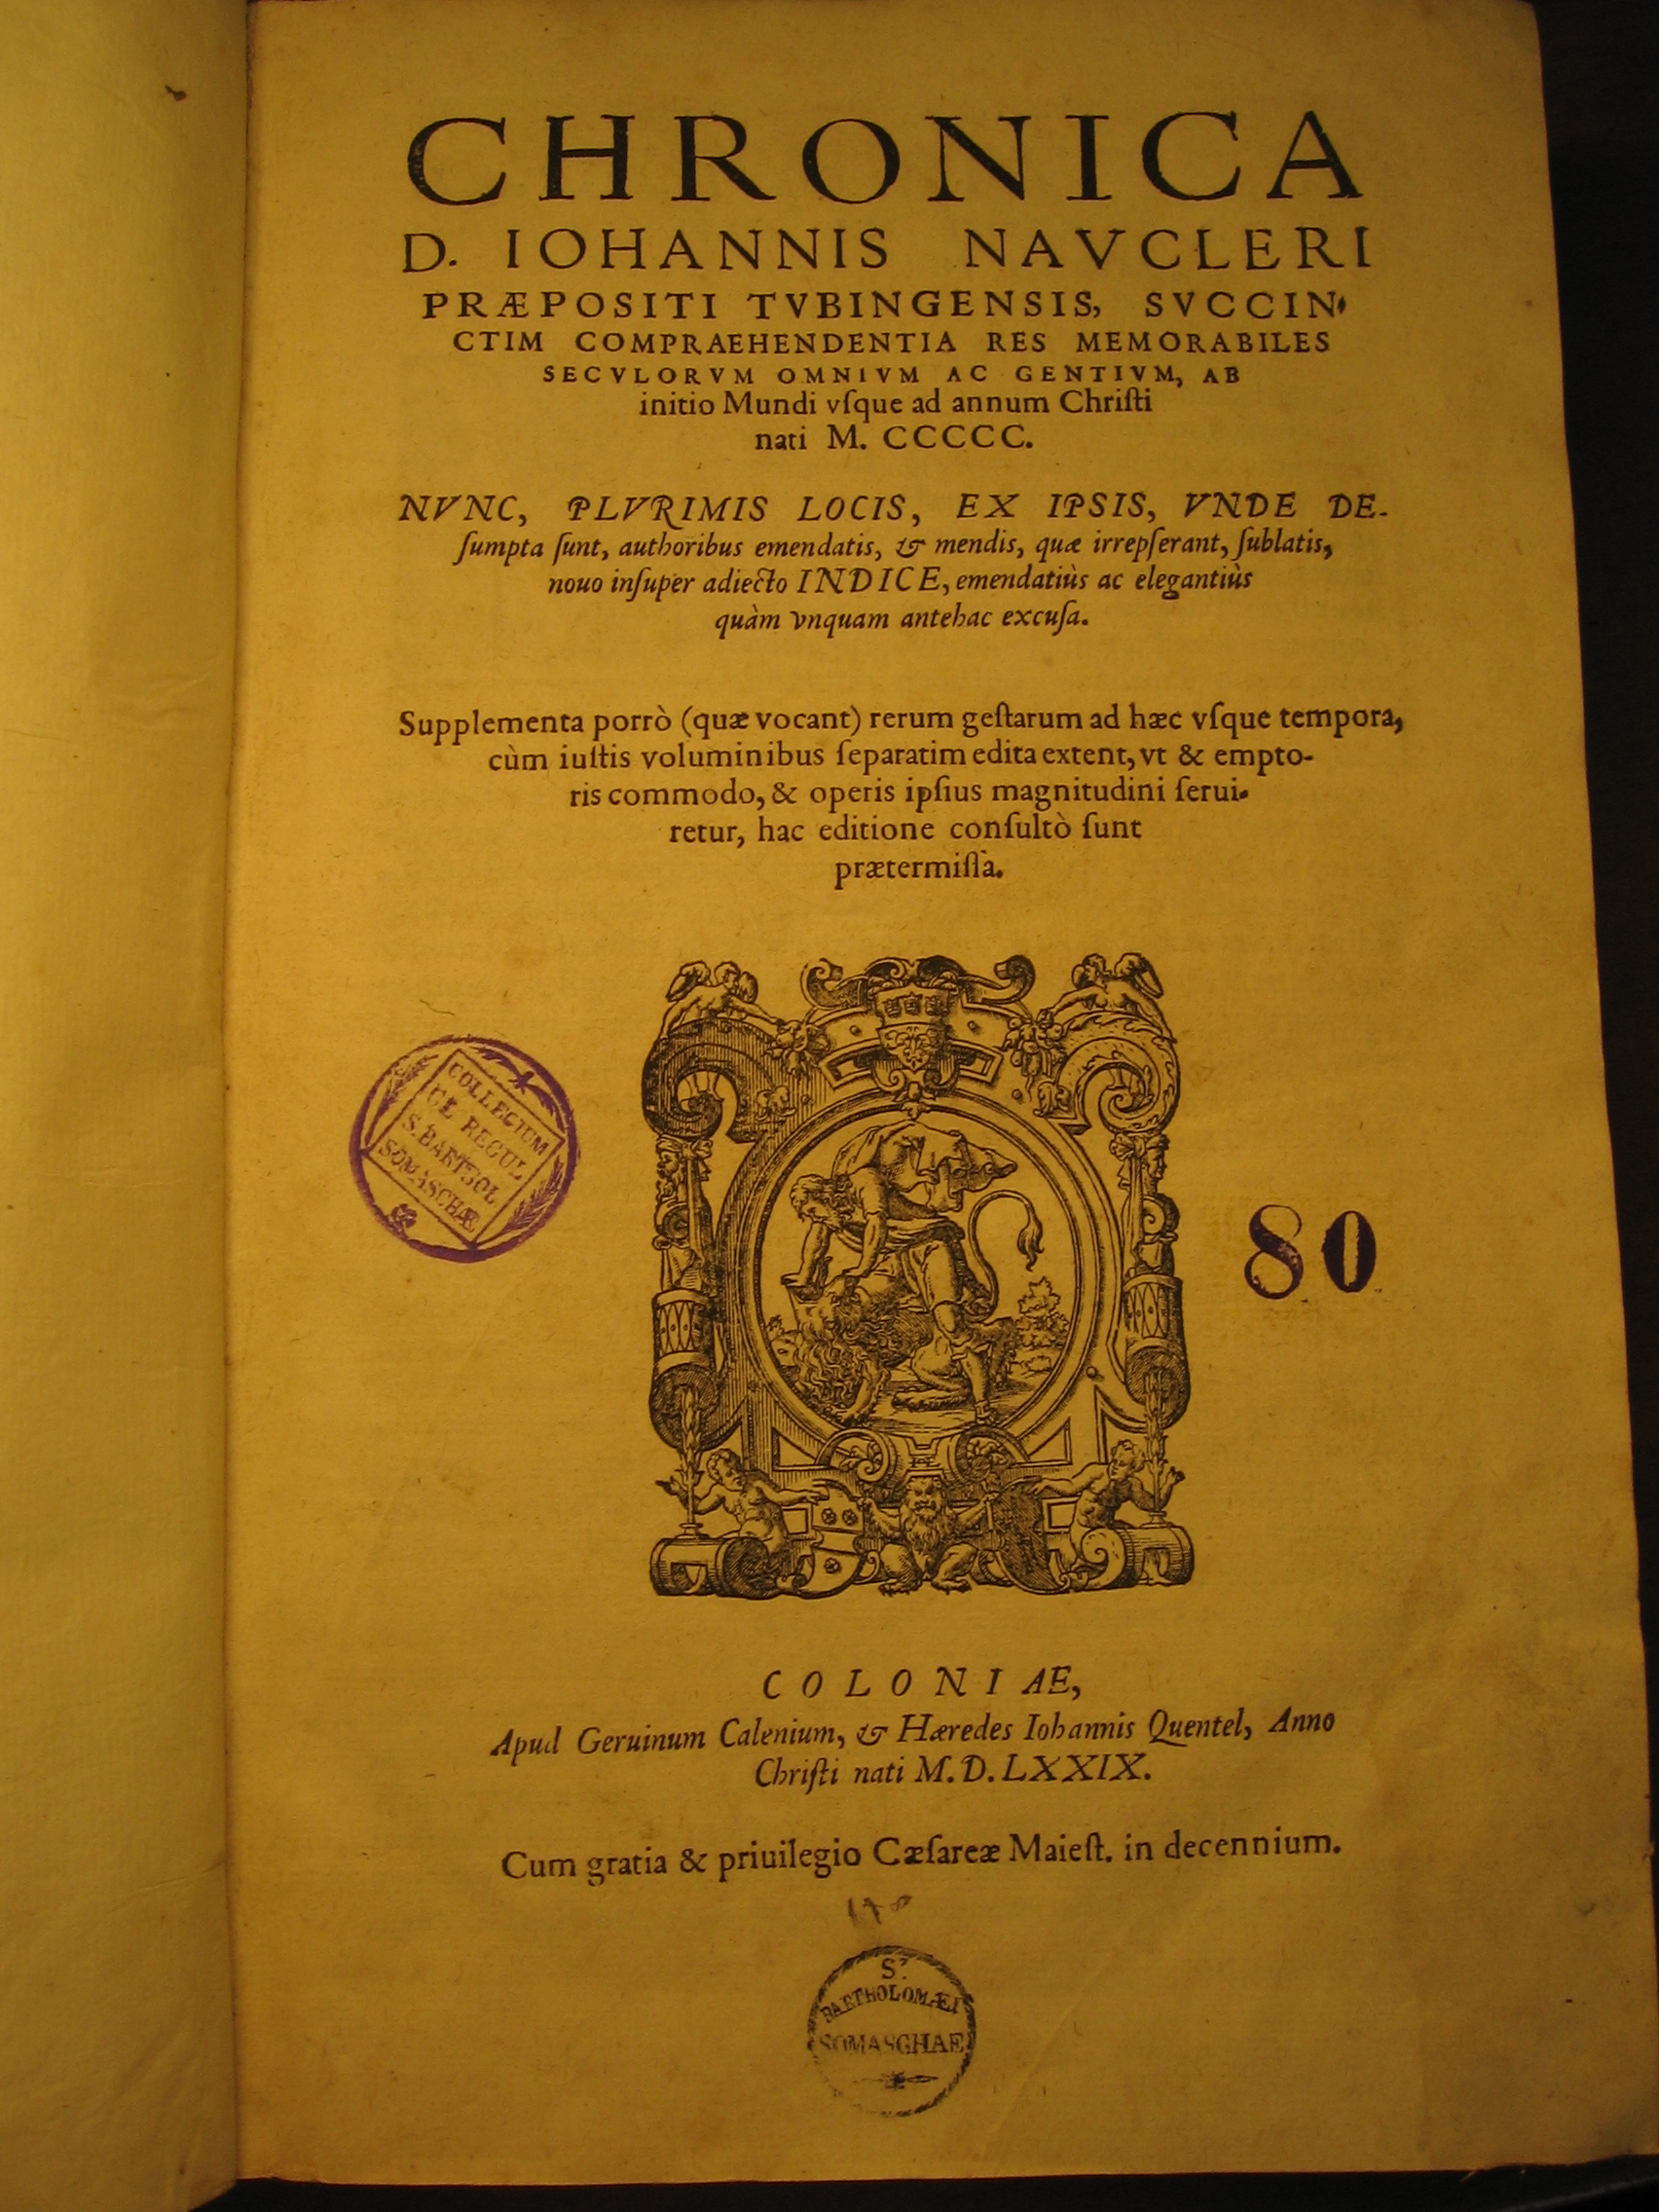 CHRONICA
D. IOHANNIS NAVCLERI
PRÆPOSITI TVBINGENSIS, SVCCIN-
CTIM COMPRAEHENDENTIA RES MEMORABILES
SECVLORVM OMNIVM AC GENTIVM, AB
initio Mundi vſque ad annum Chriſti
nati M. CCCCC.
NVNC, PLVRIMIS LOCIS, EX IPSIS, VNDE DE-
ſumpta ſunt, authoribus emendatis, & mendis, quæ irrepſerant, ſublatis,
nouo inſuper adiecto INDICE, emendatiùs ac elegantiùs
quàm vnquam antehac excuſa.
Supplementa porrò (quæ vocant) rerum geſtarum ad hæc vſque tempora,
cùm iuſtis voluminibus ſeparatim edita extent, vt & empto-
ris commodo, & operis ipſius magnitudini ſerui-
retur, hac editione conſultò ſunt
prætermiſſa.
COLLEGIUM
CL. REGUL.
S. BARTHOL.
SOMASCHÆ
80
COLONIAE,
Apud Geruinum Calenium, & Hæredes Iohannis Quentel, Anno
Chriſti nati M. D. LXXIX.
Cum gratia & priuilegio Cæſareæ Maieſt. in decennium.
S.
BARTHOLOMÆI
SOMASCHAE